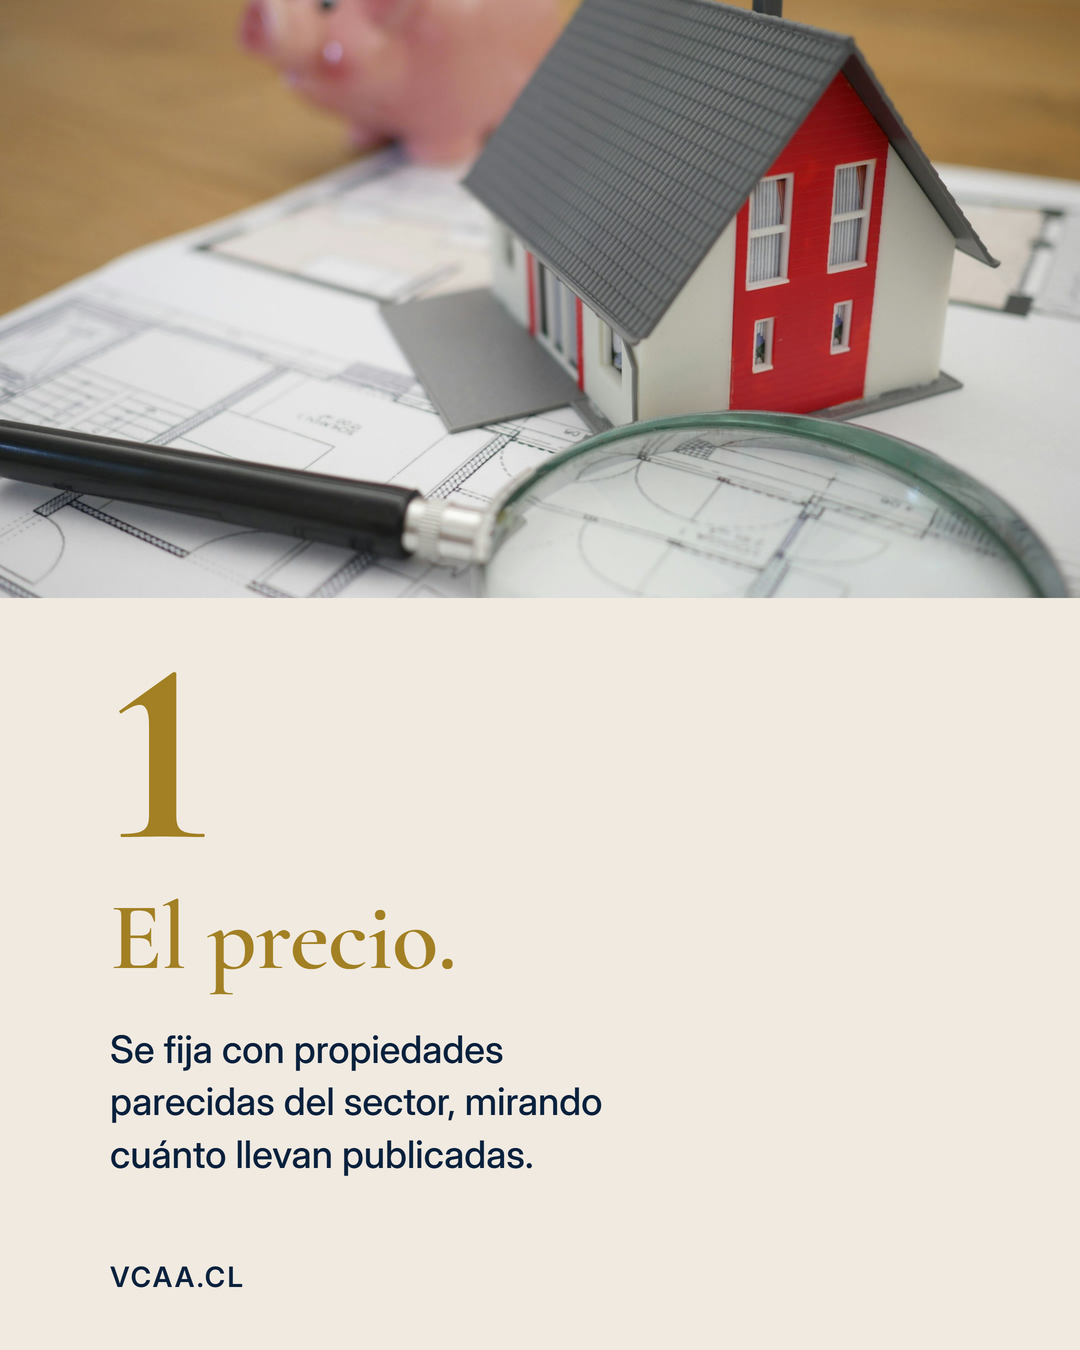 1
El precio.
Se fija con propiedades
parecidas del sector, mirando
cuánto llevan publicadas.
VCAA.CL